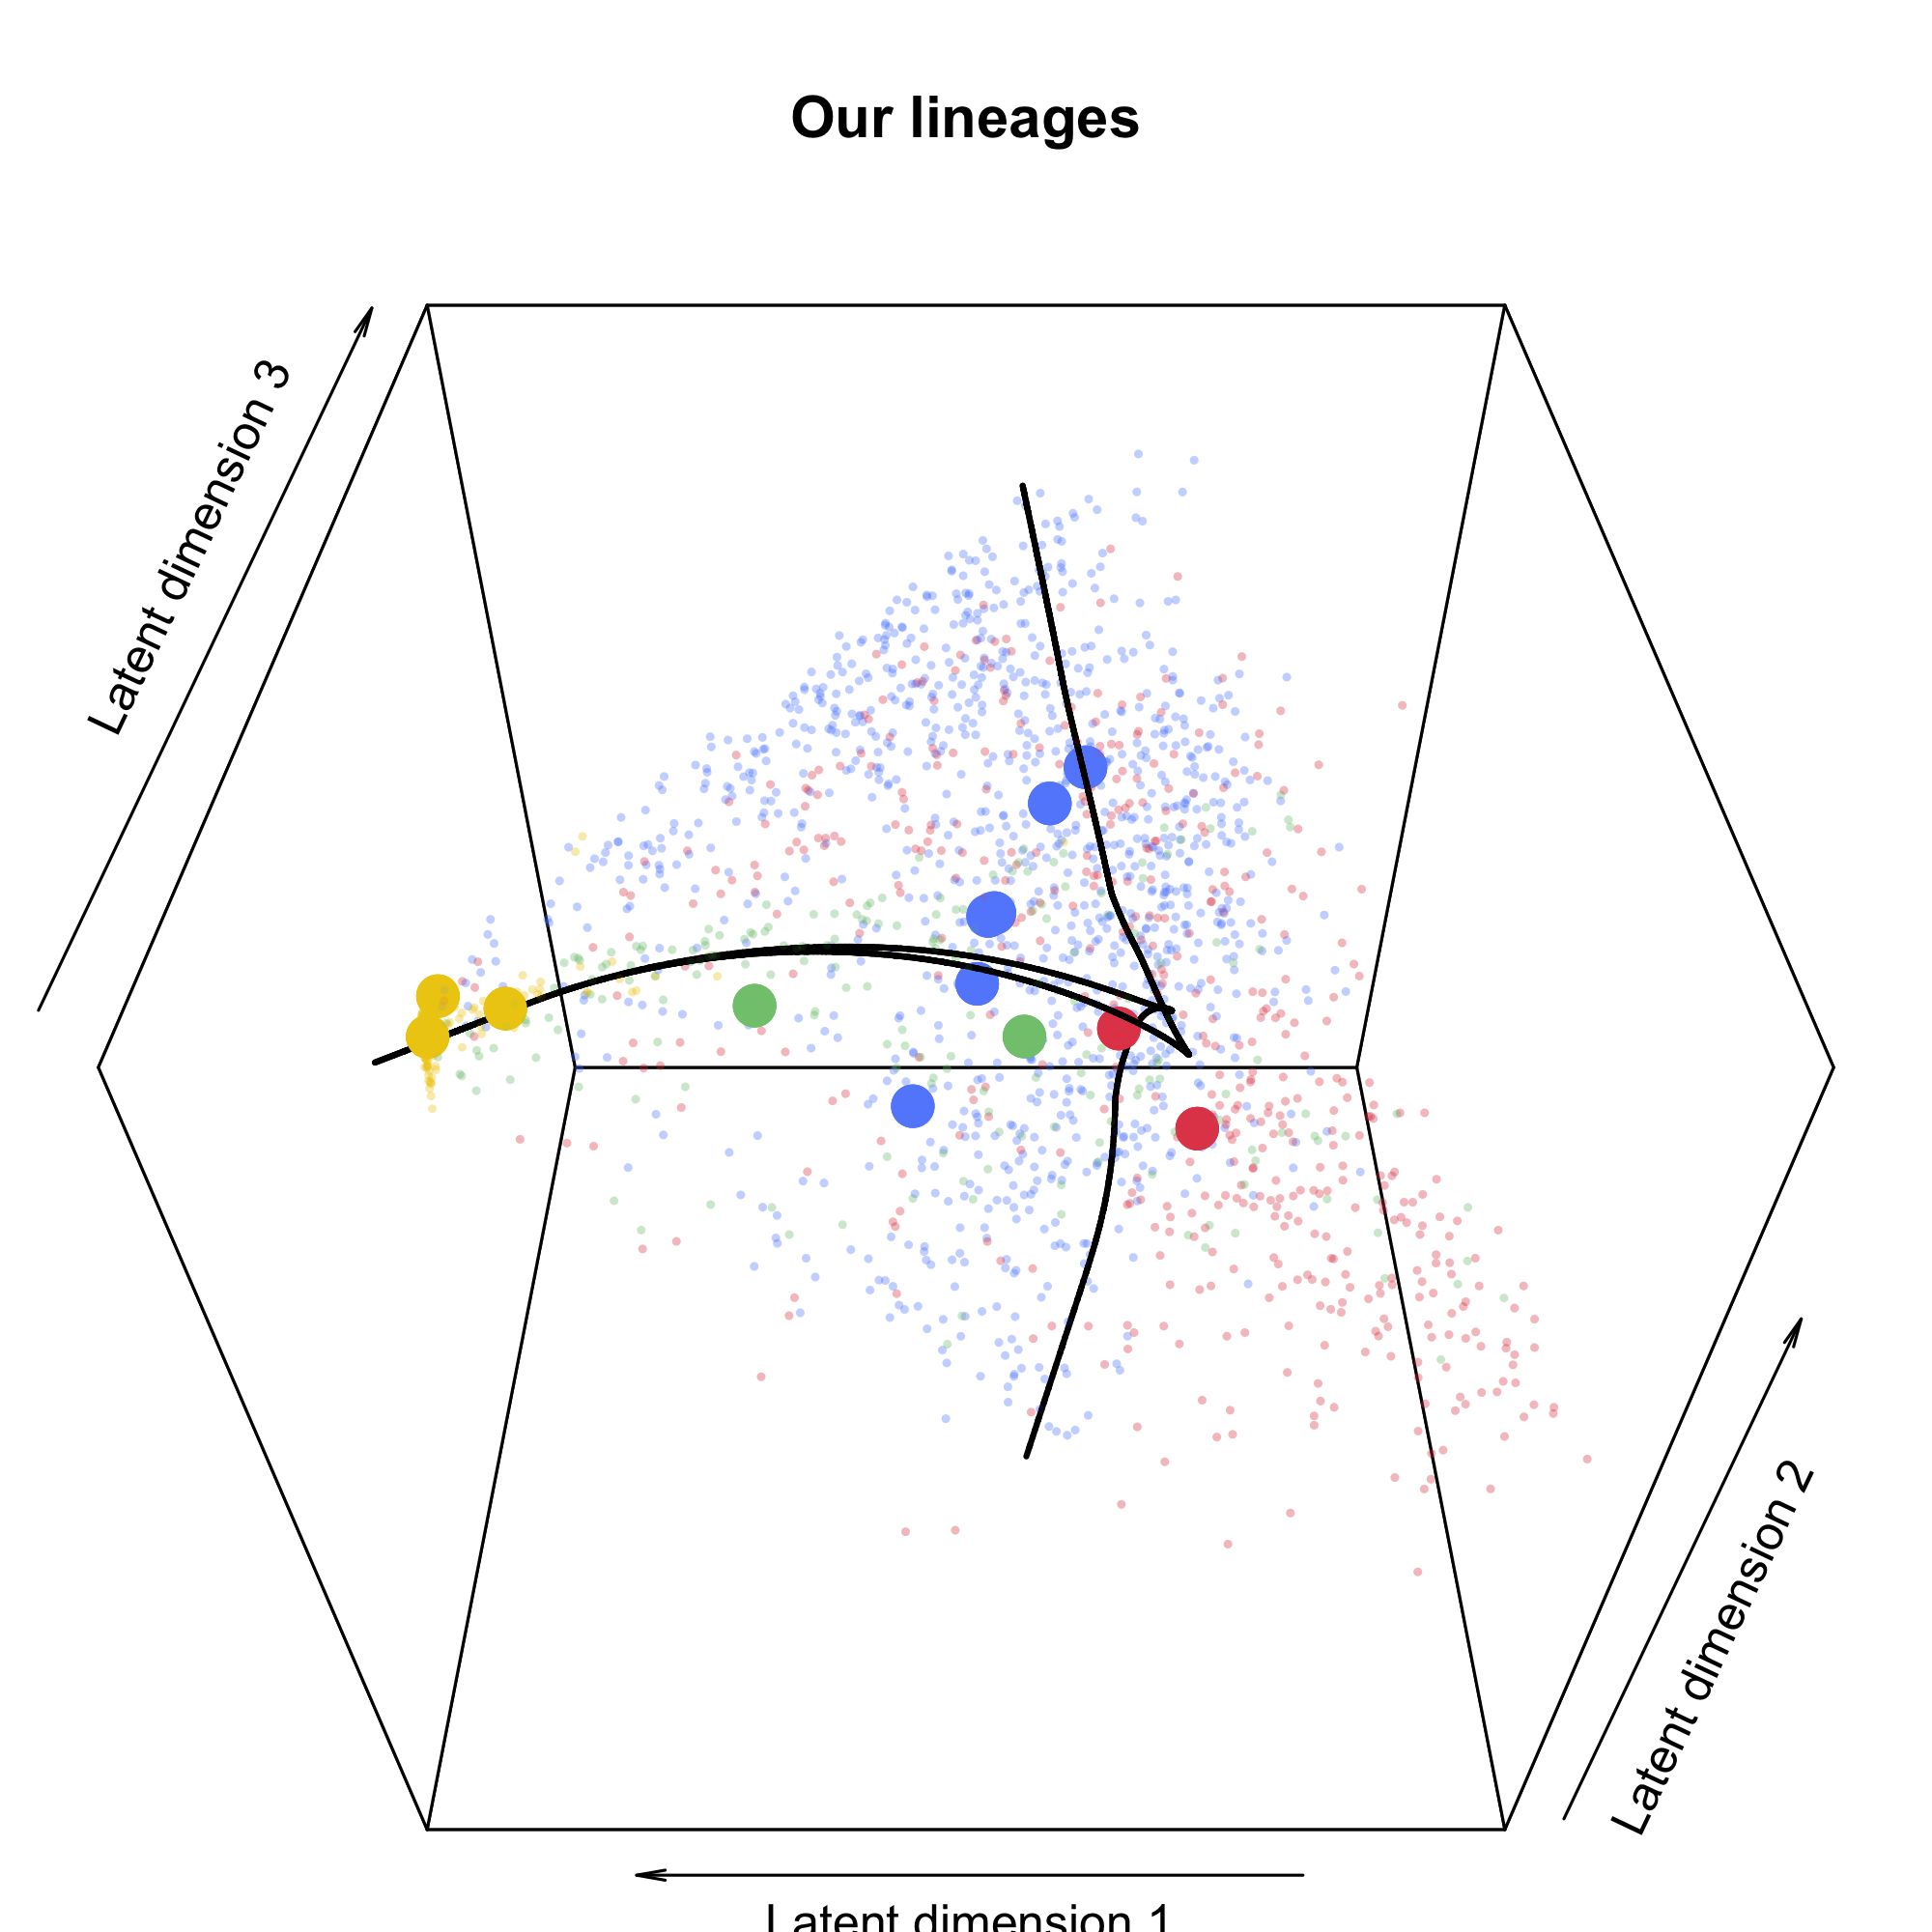 Our lineages
Latent dimension 3
Latent dimension 2
Latent dimension 1